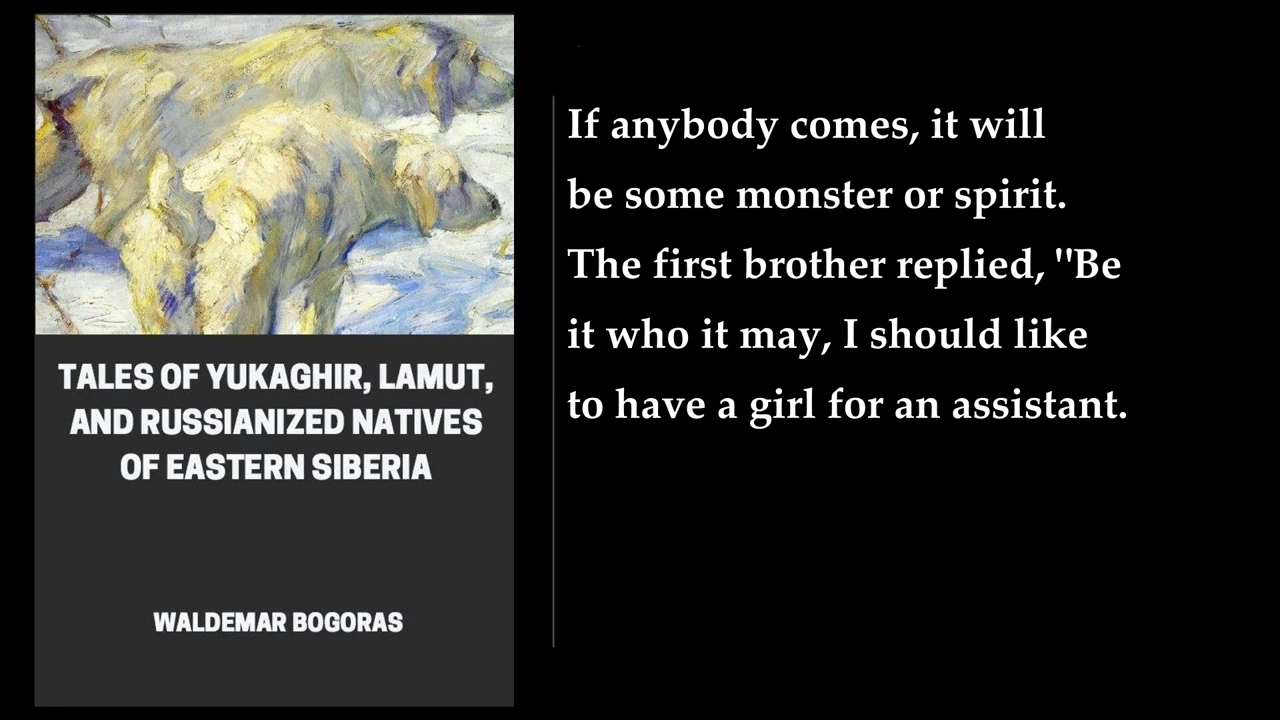 TALES OF YUKAGHIR, LAMUT,
AND RUSSIANIZED NATIVES
OF EASTERN SIBERIA
WALDEMAR BOGORAS
If anybody comes, it will
be some monster or spirit.
The first brother replied, "Be
it who it may, I should like
to have a girl for an assistant.